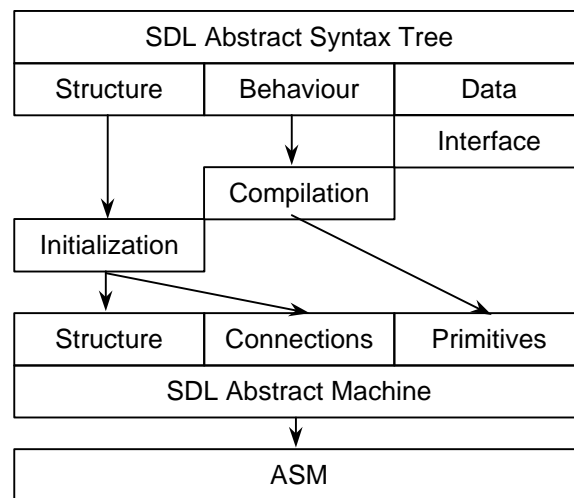 SDL Abstract Syntax Tree
Structure Behaviour Data
Interface
Compilation
Initialization
Structure Connections Primitives
SDL Abstract Machine
ASM